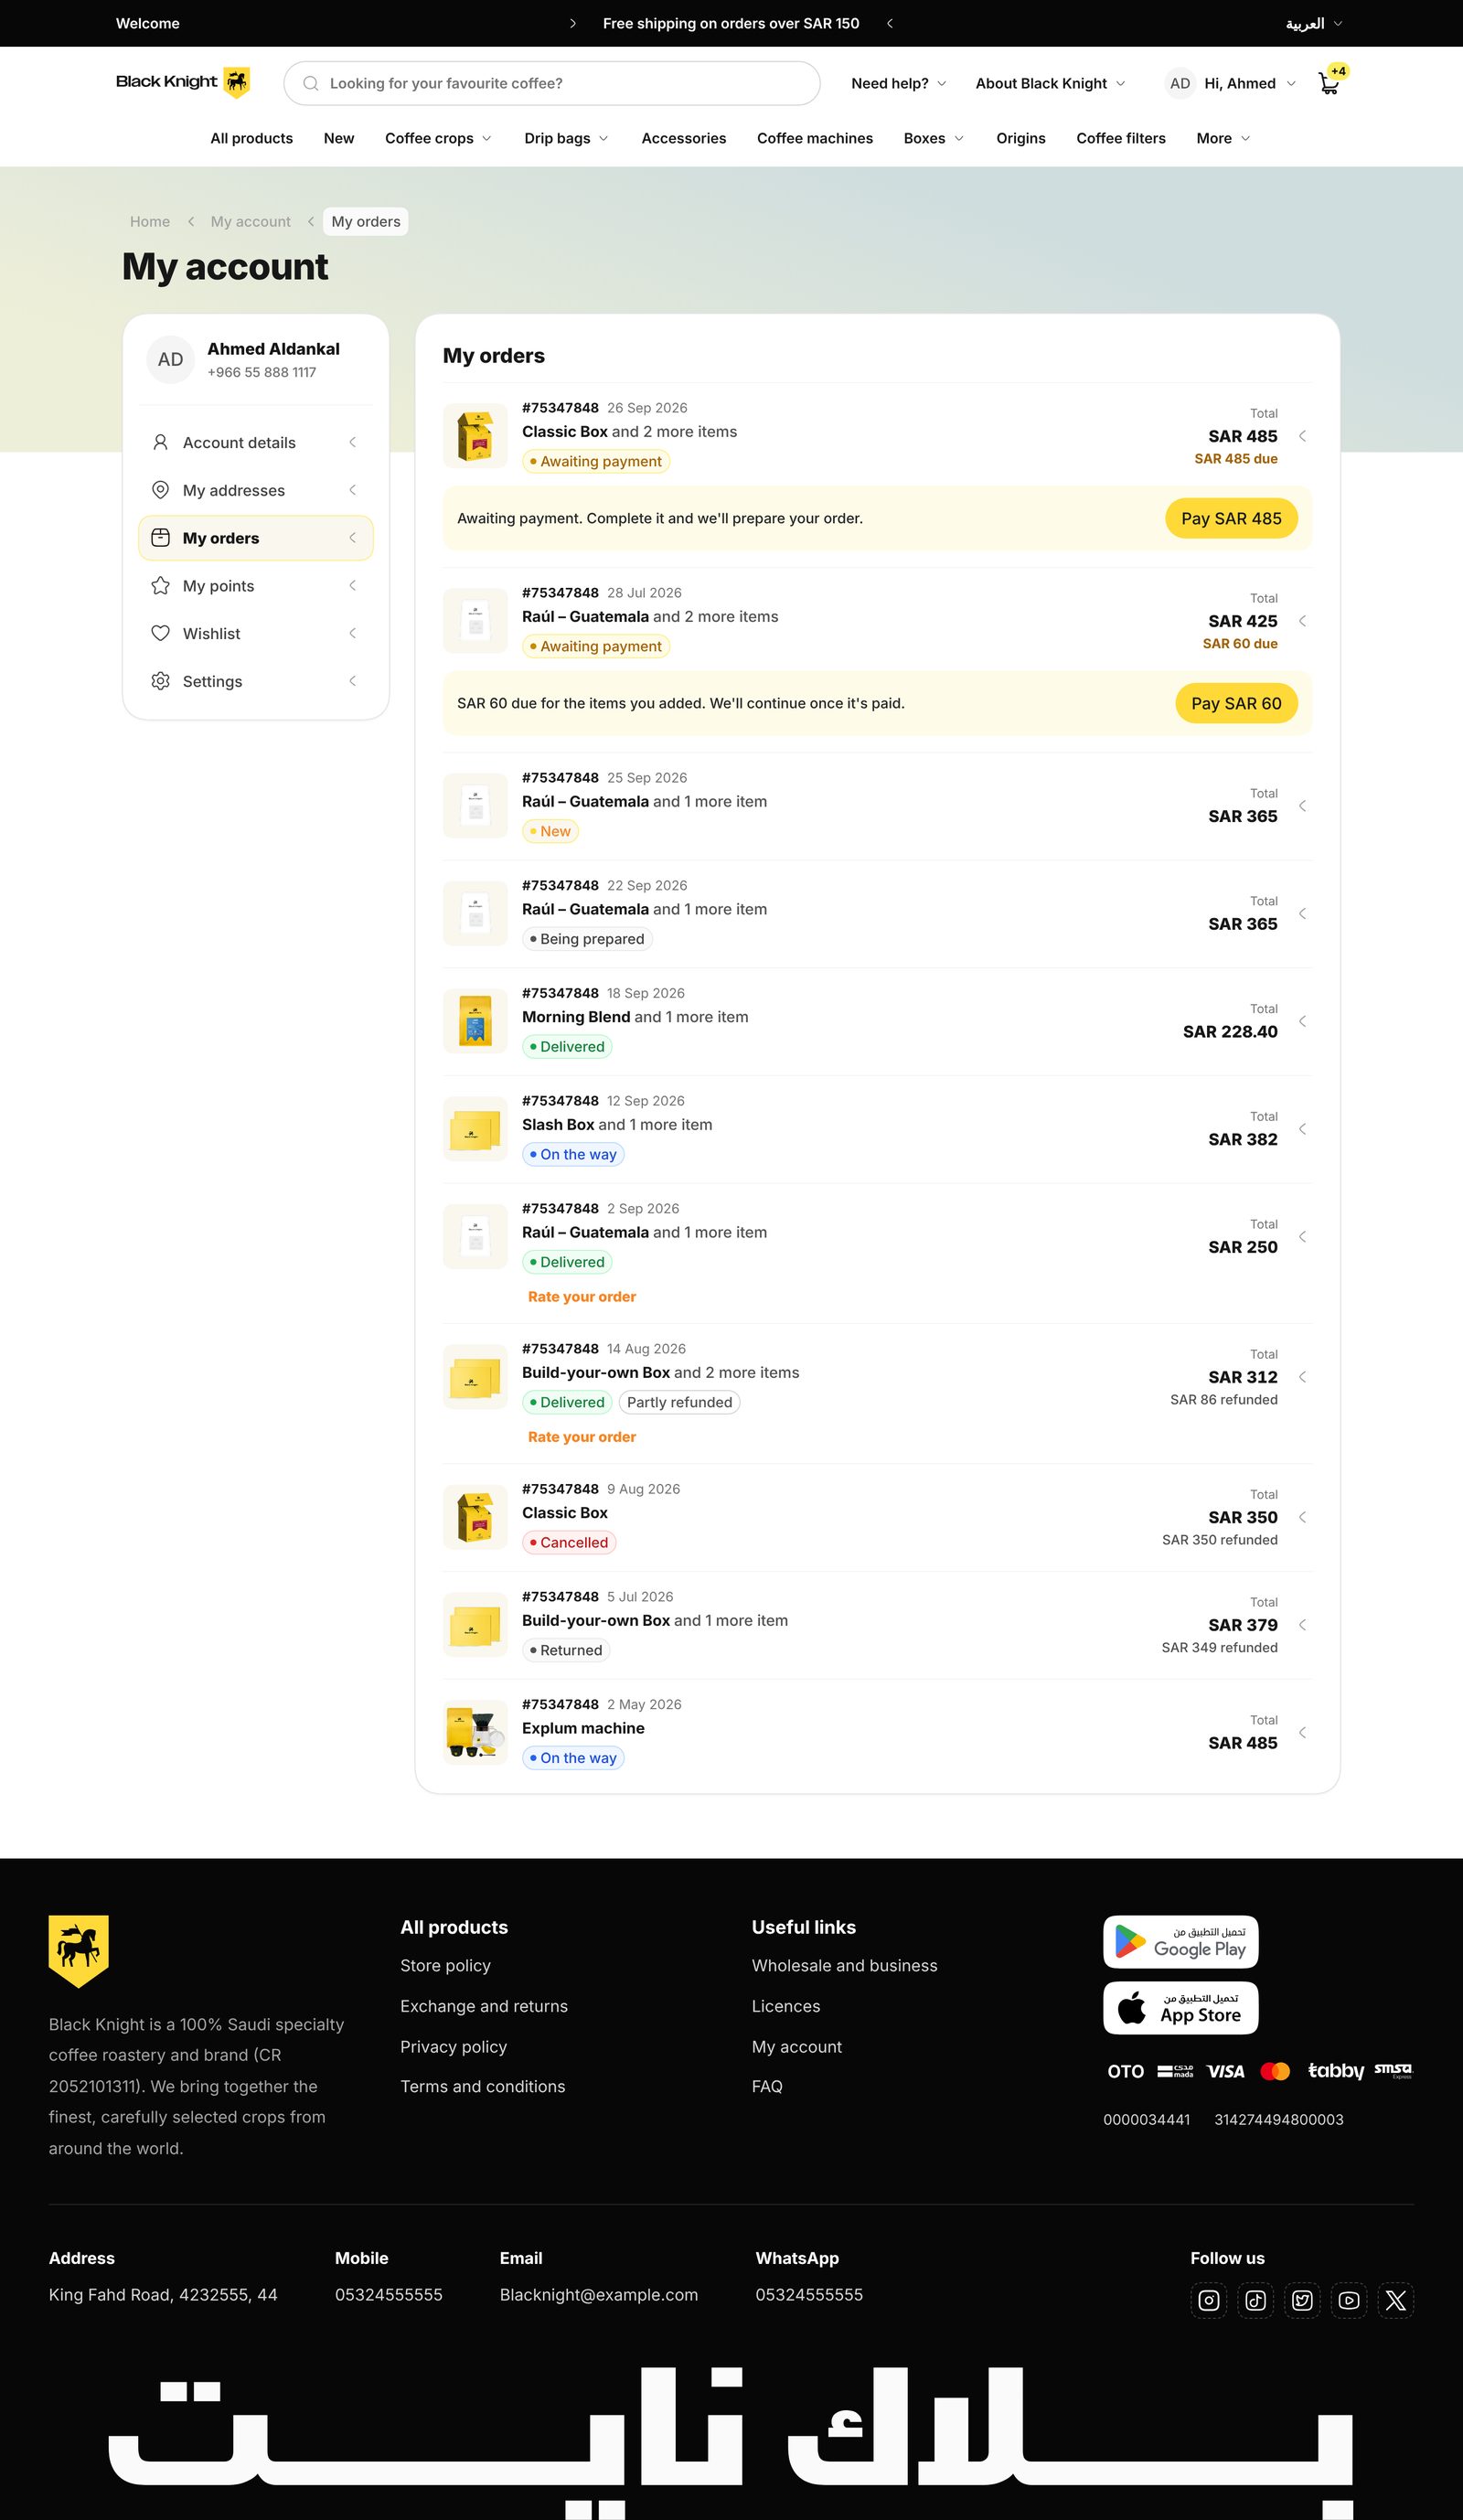 Welcome
Free shipping on orders over SAR 150
العربية
Black Knight
Looking for your favourite coffee?
Need help?
About Black Knight
AD
Hi, Ahmed
+4
All products
New
Coffee crops
Drip bags
Accessories
Coffee machines
Boxes
Origins
Coffee filters
More
Home
My account
My orders
My account
AD
Ahmed Aldankal
+966 55 888 1117
Account details
My addresses
My orders
My points
Wishlist
Settings
My orders
#75347848 26 Sep 2026
Classic Box and 2 more items
Awaiting payment
Total
SAR 485
SAR 485 due
Awaiting payment. Complete it and we'll prepare your order.
Pay SAR 485
#75347848 28 Jul 2026
Raúl – Guatemala and 2 more items
Awaiting payment
Total
SAR 425
SAR 60 due
SAR 60 due for the items you added. We'll continue once it's paid.
Pay SAR 60
#75347848 25 Sep 2026
Raúl – Guatemala and 1 more item
New
Total
SAR 365
#75347848 22 Sep 2026
Raúl – Guatemala and 1 more item
Being prepared
Total
SAR 365
#75347848 18 Sep 2026
Morning Blend and 1 more item
Delivered
Total
SAR 228.40
#75347848 12 Sep 2026
Slash Box and 1 more item
On the way
Total
SAR 382
#75347848 2 Sep 2026
Raúl – Guatemala and 1 more item
Delivered
Rate your order
Total
SAR 250
#75347848 14 Aug 2026
Build-your-own Box and 2 more items
Delivered
Partly refunded
Rate your order
Total
SAR 312
SAR 86 refunded
#75347848 9 Aug 2026
Classic Box
Cancelled
Total
SAR 350
SAR 350 refunded
#75347848 5 Jul 2026
Build-your-own Box and 1 more item
Returned
Total
SAR 379
SAR 349 refunded
#75347848 2 May 2026
Explum machine
On the way
Total
SAR 485
Black Knight is a 100% Saudi specialty
coffee roastery and brand (CR
2052101311). We bring together the
finest, carefully selected crops from
around the world.
All products
Store policy
Exchange and returns
Privacy policy
Terms and conditions
Useful links
Wholesale and business
Licences
My account
FAQ
تحميل التطبيق من
Google Play
تحميل التطبيق من
App Store
OTO
مدى
mada
VISA
tabby
smsa
Express
0000034441
314274494800003
Address
King Fahd Road, 4232555, 44
Mobile
05324555555
Email
Blacknight@example.com
WhatsApp
05324555555
Follow us
بـلاك نايـت